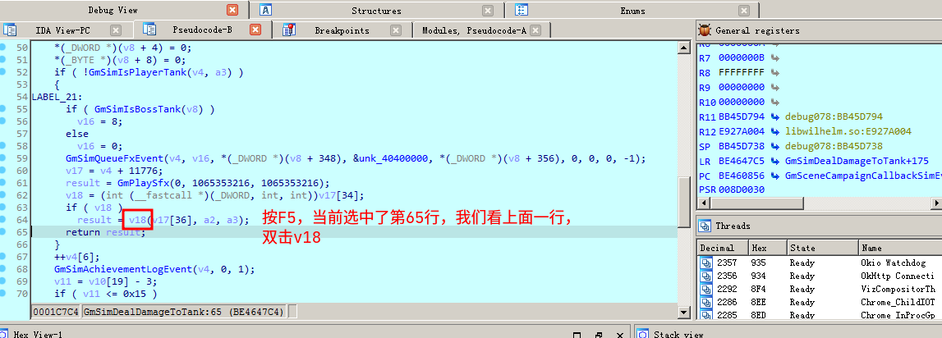 Debug View
Structures
Enums
IDA View-PC
Pseudocode-B
Breakpoints
Modules, Pseudocode-A
50 *(_DWORD *)(v8 + 4) = 0;
51 *(_BYTE *)(v8 + 8) = 0;
52 if ( !GmSimIsPlayerTank(v4, a3) )
53 {
54 LABEL_21:
55 if ( GmSimIsBossTank(v8) )
56 v16 = 8;
57 else
58 v16 = 0;
59 GmSimQueueFxEvent(v4, v16, *(_DWORD *)(v8 + 348), &unk_40400000, *(_DWORD *)(v8 + 356), 0, 0, 0, -1);
60 v17 = v4 + 11776;
61 result = GmPlaySfx(0, 1065353216, 1065353216);
62 v18 = (int (__fastcall *)(_DWORD, int, int))v17[34];
63 if ( v18 )
64 result = v18(v17[36], a2, a3);
65 return result;
66 }
67 ++v4[6];
68 GmSimAchievementLogEvent(v4, 0, 1);
69 v11 = v10[19] - 3;
70 if ( v11 <= 0x15 )
按F5，当前选中了第65行，我们看上面一行，
双击v18
0001C7C4 GmSimDealDamageToTank:65 (BE4647C4)
General registers
R7 0000000B
R8 FFFFFFFF
R9 00000000
R10 00000000
R11 BB45D794 debug078:BB45D794
R12 E927A004 libwilhelm.so:E927A004
SP BB45D738 debug078:BB45D738
LR BE4647C5 GmSimDealDamageToTank+175
PC BE460856 GmSceneCampaignCallbackSimEv
PSR 008D0030
Threads
Decimal Hex State Name
2357 935 Ready Okio Watchdog
2356 934 Ready OkHttp Connecti
2292 8F4 Ready VizCompositorTh
2286 8EE Ready Chrome_ChildIOT
2285 8ED Ready Chrome_InProcGp
Hex View-1
Stack view